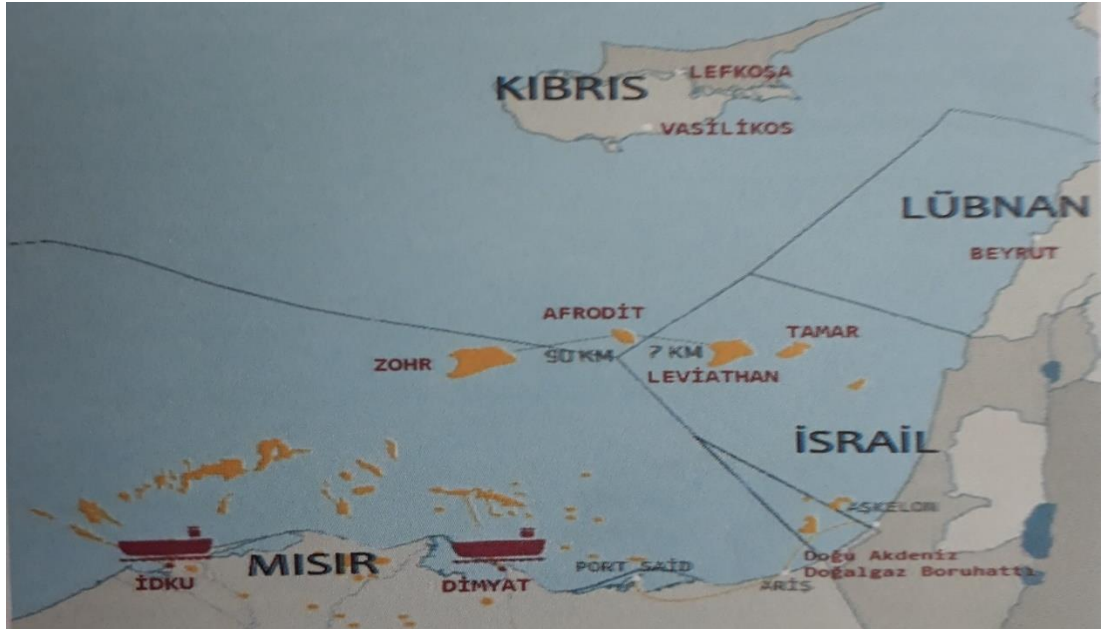 LEFKOŞA
KIBRIS
VASİLİKOS
LÜBNAN
BEYRUT
AFRODİT
TAMAR
ZOHR
90 KM
7 KM
LEVİATHAN
İSRAİL
AŞKELON
MISIR
Doğu Akdeniz
Doğalgaz Boruhattı
PORT SAİD
İDKU
DİMYAT
ARİŞ